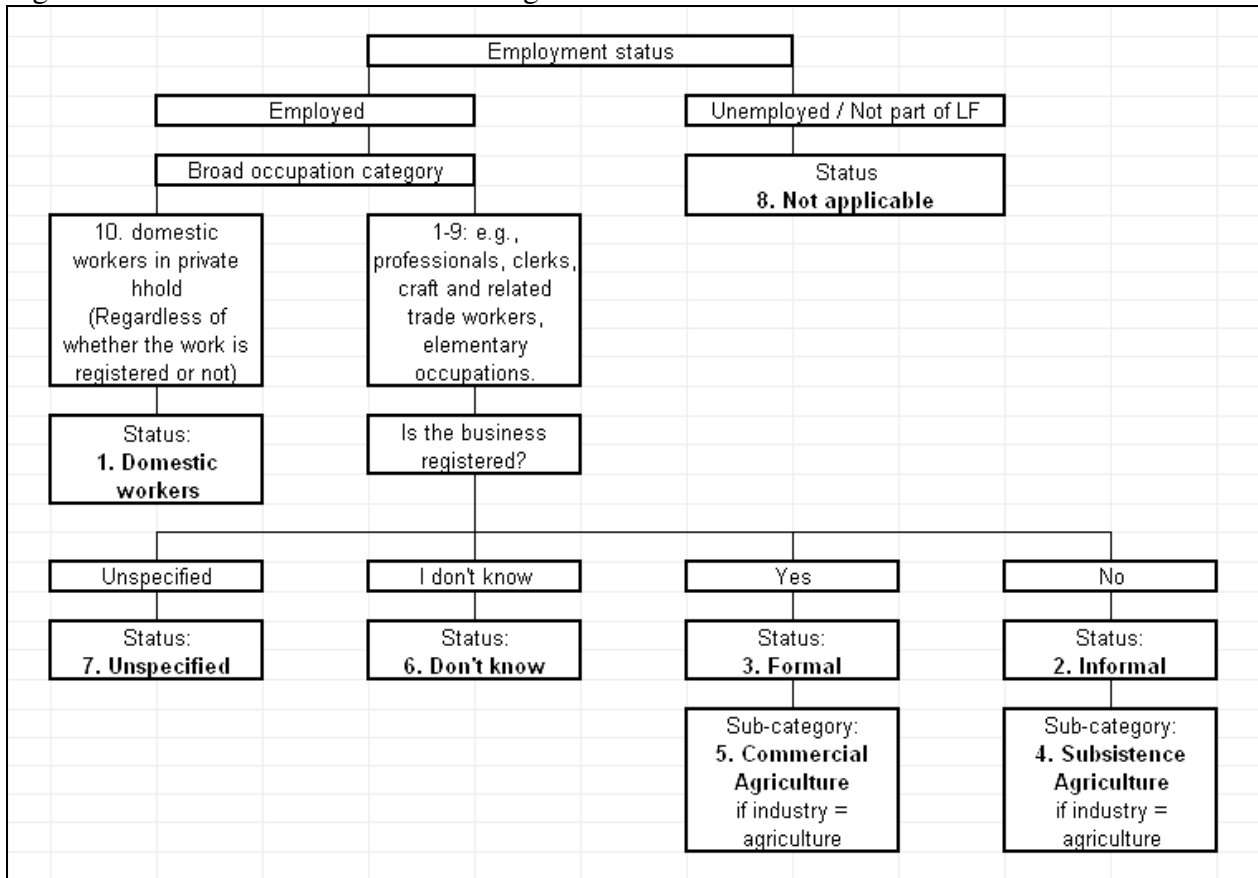 Employment status
Employed
Unemployed / Not part of LF
Broad occupation category
Status
8. Not applicable
10. domestic
workers in private
hhold
(Regardless of
whether the work is
registered or not)
1-9: e.g.,
professionals, clerks,
craft and related
trade workers,
elementary
occupations.
Status:
1. Domestic
workers
Is the business
registered?
Unspecified
I don't know
Yes
No
Status:
7. Unspecified
Status:
6. Don't know
Status:
3. Formal
Status:
2. Informal
Sub-category:
5. Commercial
Agriculture
if industry =
agriculture
Sub-category:
4. Subsistence
Agriculture
if industry =
agriculture